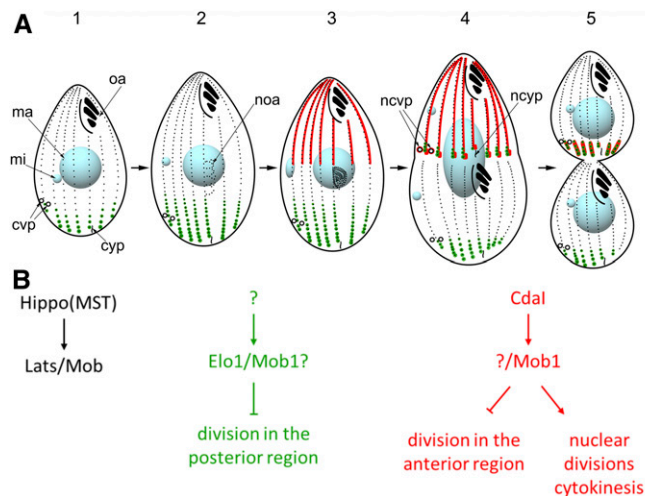 1 2 3 4 5
A
oa
ma
mi
cvp
cyp
noa
ncvp
ncyp
B
Hippo(MST)
Lats/Mob
?
Elo1/Mob1?
division in the
posterior region
CdaI
?/Mob1
division in the
anterior region
nuclear
divisions
cytokinesis